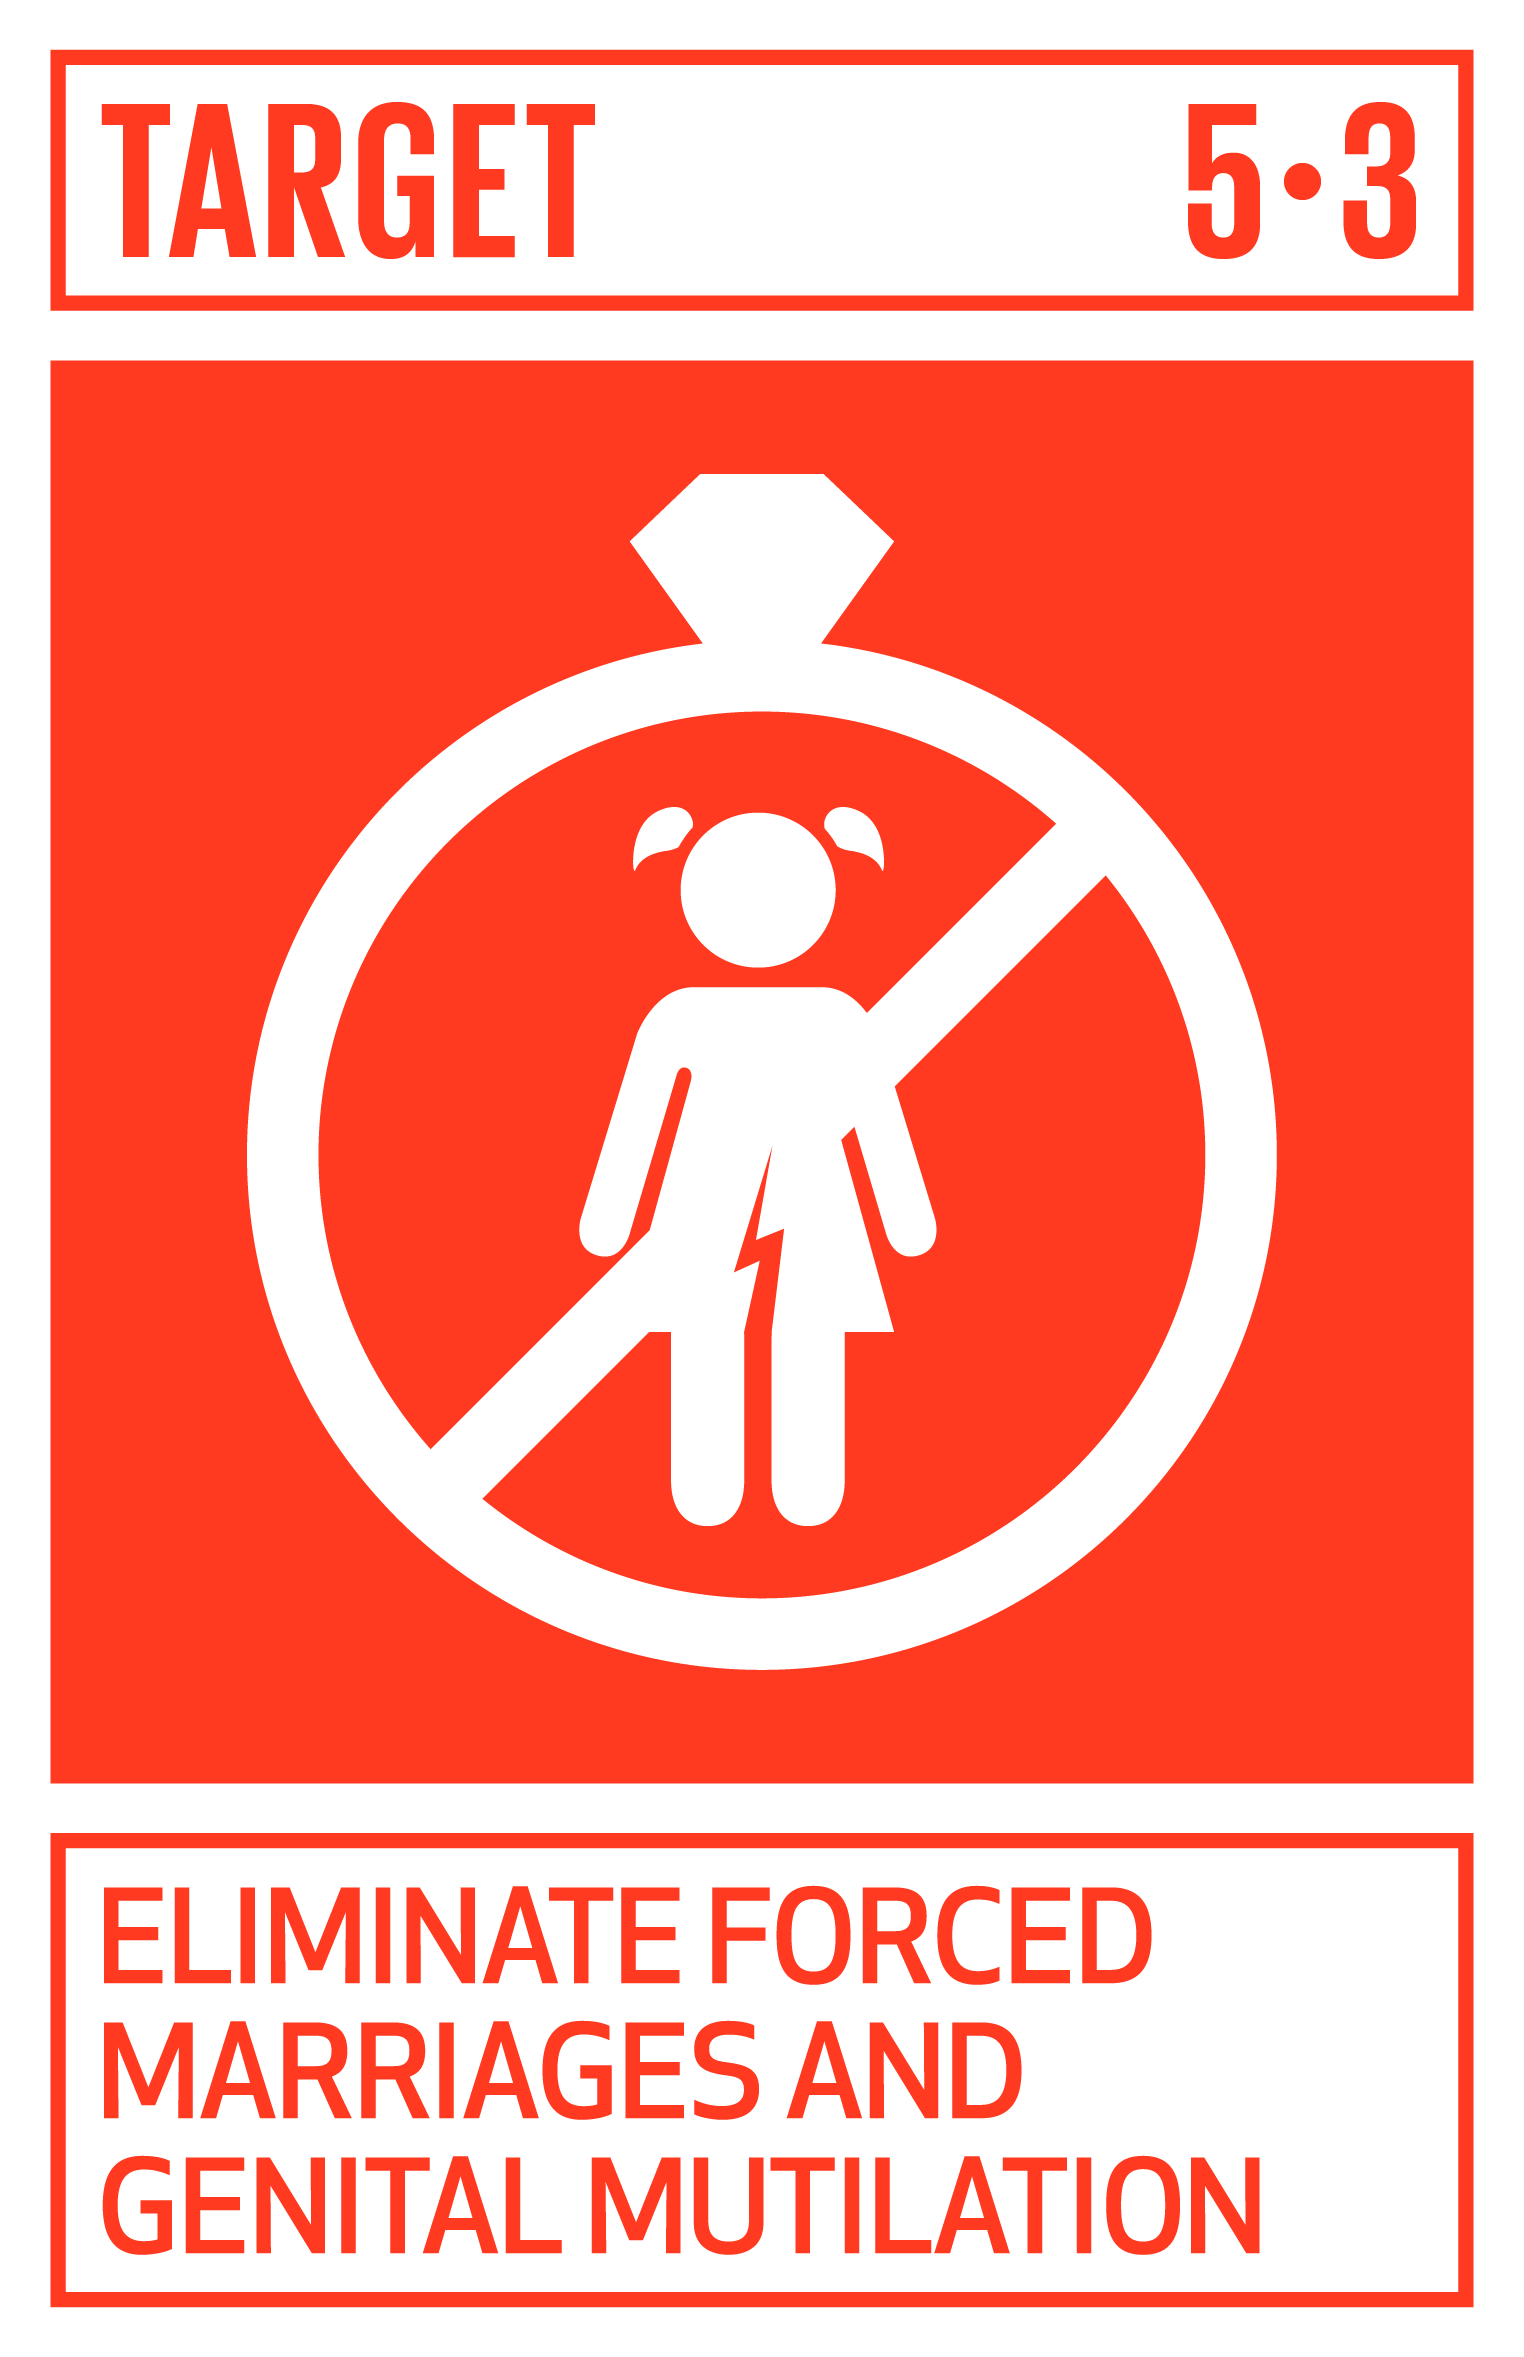 TARGET 5·3
ELIMINATE FORCED
MARRIAGES AND
GENITAL MUTILATION